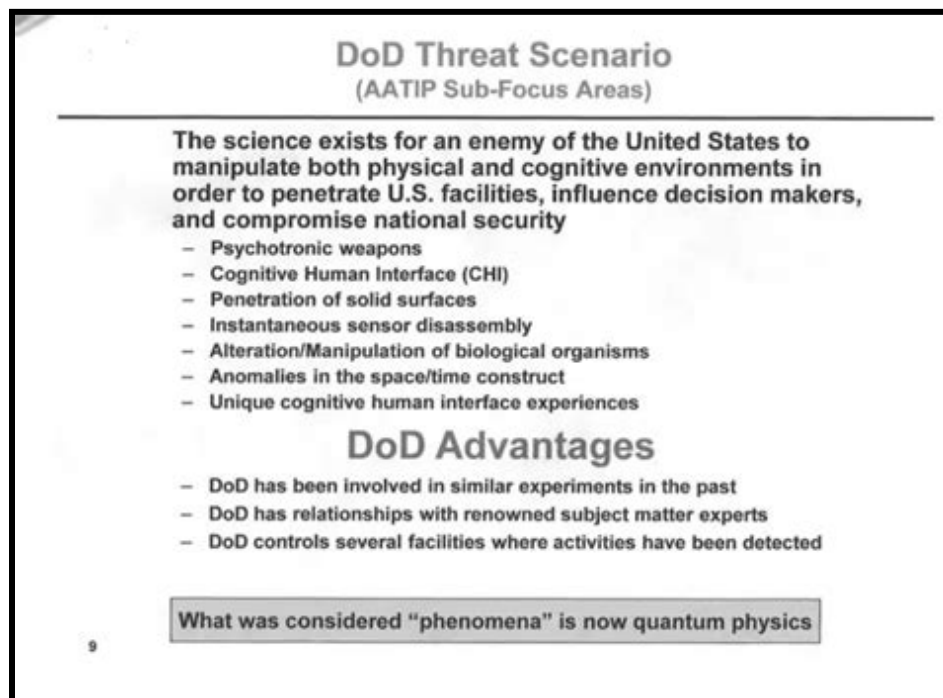 DoD Threat Scenario
(AATIP Sub-Focus Areas)
The science exists for an enemy of the United States to
manipulate both physical and cognitive environments in
order to penetrate U.S. facilities, influence decision makers,
and compromise national security
– Psychotronic weapons
– Cognitive Human Interface (CHI)
– Penetration of solid surfaces
– Instantaneous sensor disassembly
– Alteration/Manipulation of biological organisms
– Anomalies in the space/time construct
– Unique cognitive human interface experiences
DoD Advantages
– DoD has been involved in similar experiments in the past
– DoD has relationships with renowned subject matter experts
– DoD controls several facilities where activities have been detected
What was considered “phenomena” is now quantum physics
9